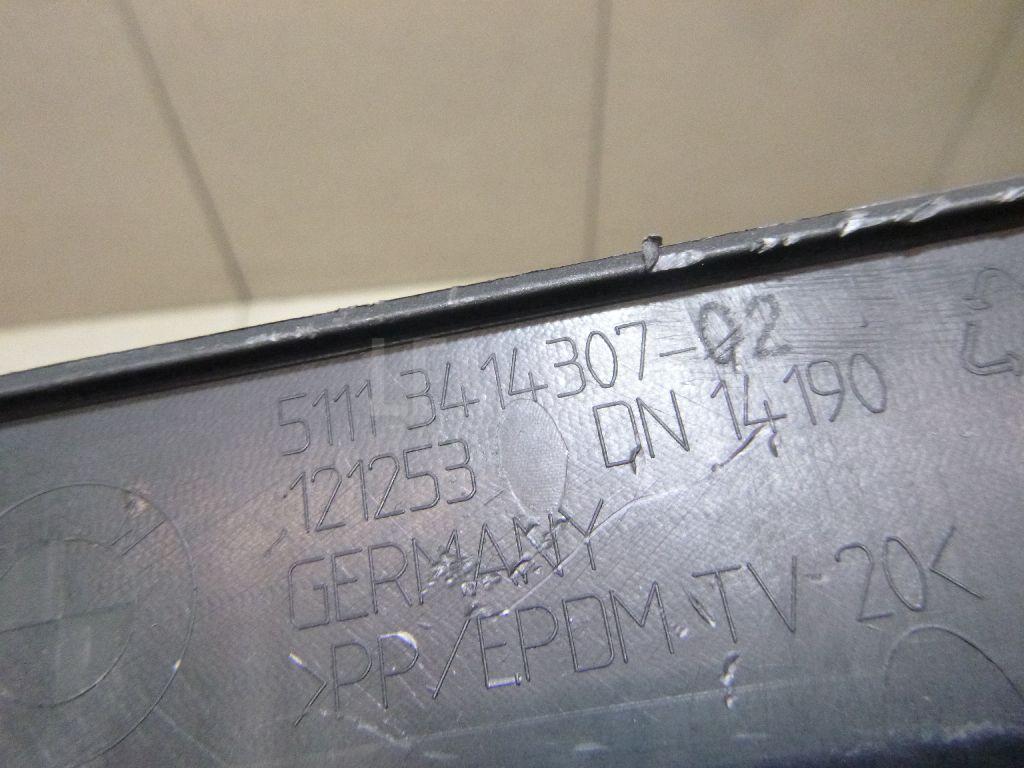 5111 3414307-02
121253 DN 14190
GERMANY
>PP/EPDM-TV-20<